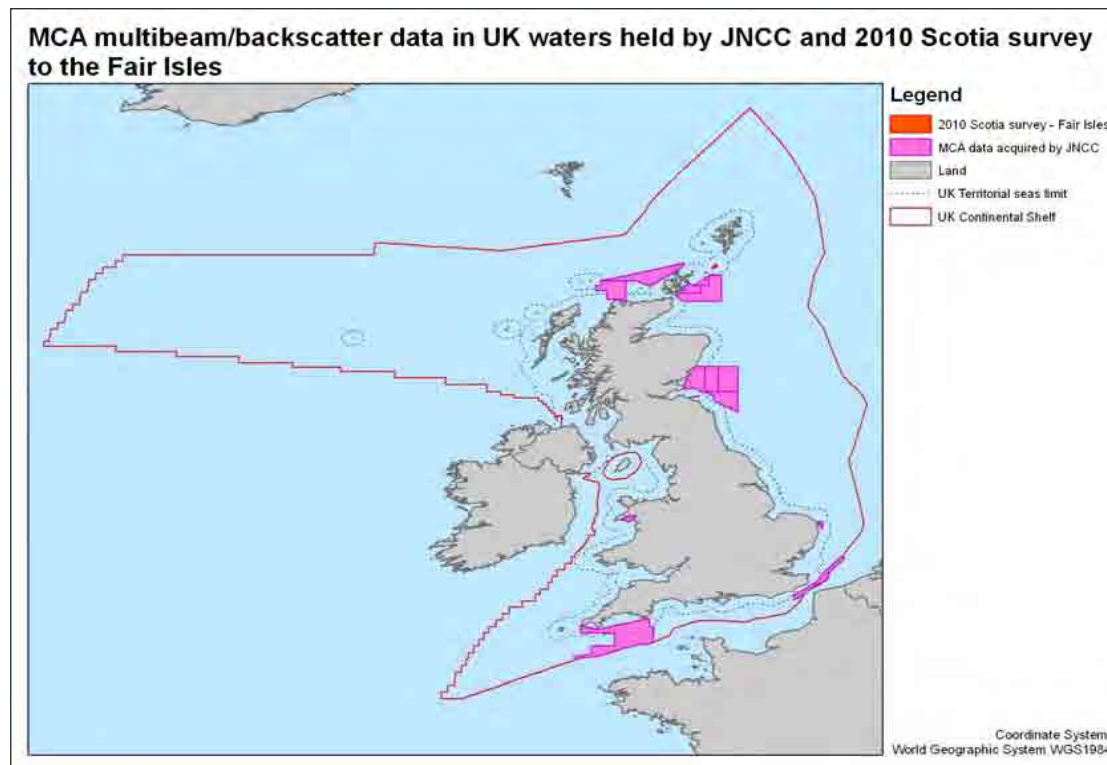 MCA multibeam/backscatter data in UK waters held by JNCC and 2010 Scotia survey
to the Fair Isles
Legend
2010 Scotia survey - Fair Isles
MCA data acquired by JNCC
Land
UK Territorial seas limit
UK Continental Shelf
Coordinate System
World Geographic System WGS1984